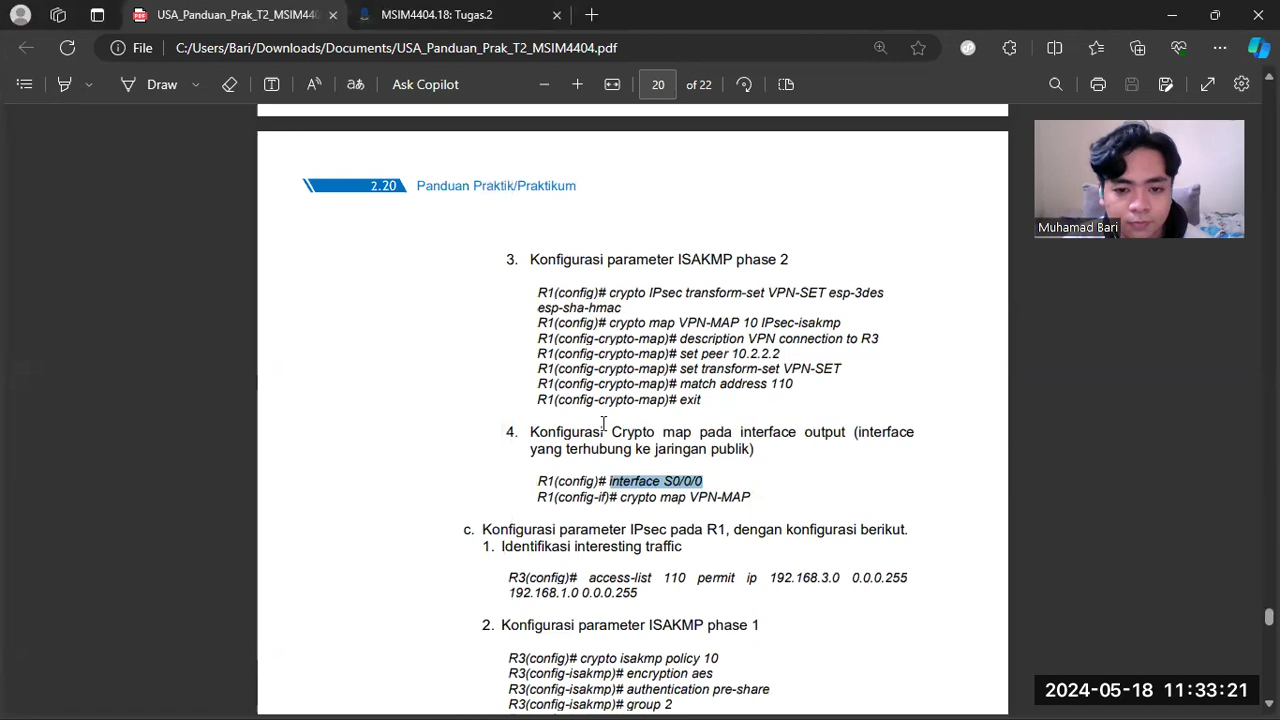 USA_Panduan_Prak_T2_MSIM440
MSIM4404.18: Tugas.2
File
C:/Users/Bari/Downloads/Documents/USA_Panduan_Prak_T2_MSIM4404.pdf
Draw
aあ
Ask Copilot
20
of 22
2.20
Panduan Praktik/Praktikum
Muhamad Bari
3. Konfigurasi parameter ISAKMP phase 2
R1(config)# crypto IPsec transform-set VPN-SET esp-3des
esp-sha-hmac
R1(config)# crypto map VPN-MAP 10 IPsec-isakmp
R1(config-crypto-map)# description VPN connection to R3
R1(config-crypto-map)# set peer 10.2.2.2
R1(config-crypto-map)# set transform-set VPN-SET
R1(config-crypto-map)# match address 110
R1(config-crypto-map)# exit
4. Konfigurasi Crypto map pada interface output (interface
yang terhubung ke jaringan publik)
R1(config)# interface S0/0/0
R1(config-if)# crypto map VPN-MAP
c. Konfigurasi parameter IPsec pada R1, dengan konfigurasi berikut.
1. Identifikasi interesting traffic
R3(config)# access-list 110 permit ip 192.168.3.0 0.0.0.255
192.168.1.0 0.0.0.255
2. Konfigurasi parameter ISAKMP phase 1
R3(config)# crypto isakmp policy 10
R3(config-isakmp)# encryption aes
R3(config-isakmp)# authentication pre-share
R3(config-isakmp)# group 2
2024-05-18 11:33:21